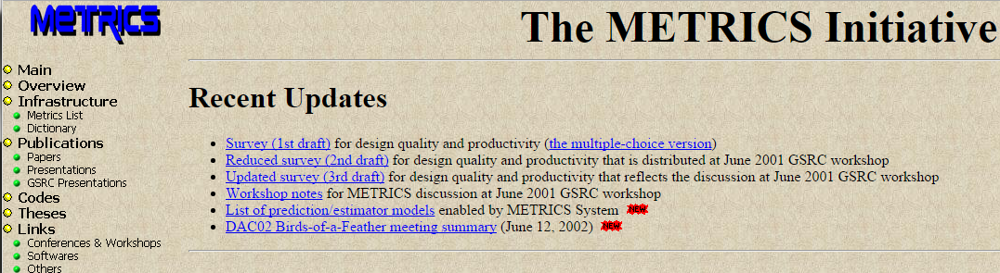 METRICS
The METRICS Initiative
Main
Overview
Infrastructure
Metrics List
Dictionary
Publications
Papers
Presentations
GSRC Presentations
Codes
Theses
Links
Conferences & Workshops
Softwares
Others
Recent Updates
Survey (1st draft) for design quality and productivity (the multiple-choice version)
Reduced survey (2nd draft) for design quality and productivity that is distributed at June 2001 GSRC workshop
Updated survey (3rd draft) for design quality and productivity that reflects the discussion at June 2001 GSRC workshop
Workshop notes for METRICS discussion at June 2001 GSRC workshop
List of prediction/estimator models enabled by METRICS System
DAC02 Birds-of-a-Feather meeting summary (June 12, 2002)